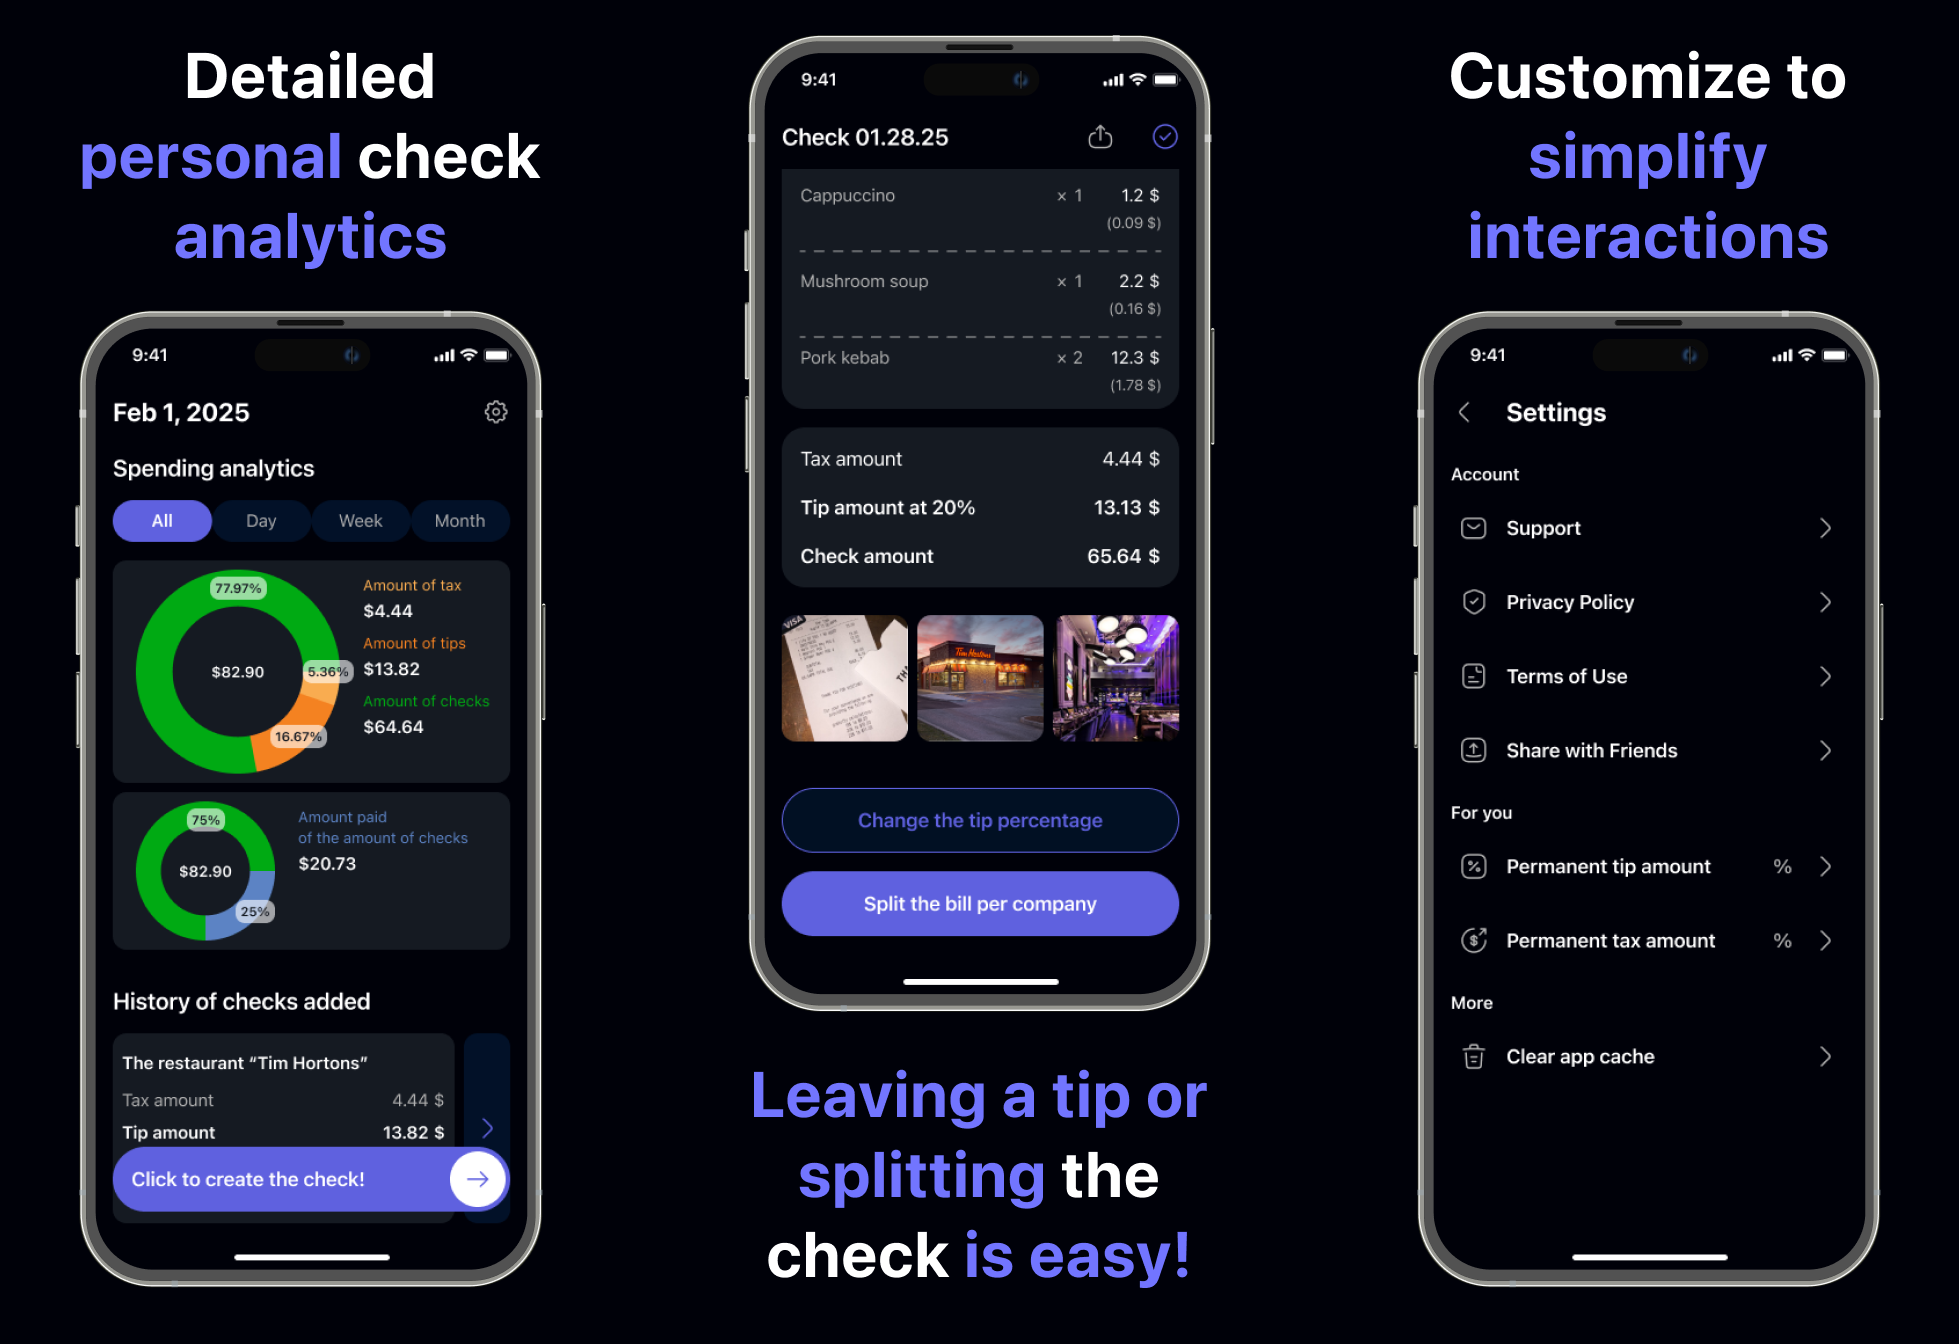 Detailed
personal check
analytics
9:41
Feb 1, 2025
Spending analytics
All Day Week Month
77.97%
5.36%
16.67%
$82.90
Amount of tax
$4.44
Amount of tips
$13.82
Amount of checks
$64.64
75%
$82.90
25%
Amount paid
of the amount of checks
$20.73
History of checks added
The restaurant “Tim Hortons”
Tax amount 4.44 $
Tip amount 13.82 $
Click to create the check!
9:41
Check 01.28.25
Cappuccino × 1 1.2 $
(0.09 $)
Mushroom soup × 1 2.2 $
(0.16 $)
Pork kebab × 2 12.3 $
(1.78 $)
Tax amount 4.44 $
Tip amount at 20% 13.13 $
Check amount 65.64 $
VISA
Tim Hortons
Change the tip percentage
Split the bill per company
Leaving a tip or
splitting the
check is easy!
Customize to
simplify
interactions
9:41
Settings
Account
Support
Privacy Policy
Terms of Use
Share with Friends
For you
Permanent tip amount %
Permanent tax amount %
More
Clear app cache